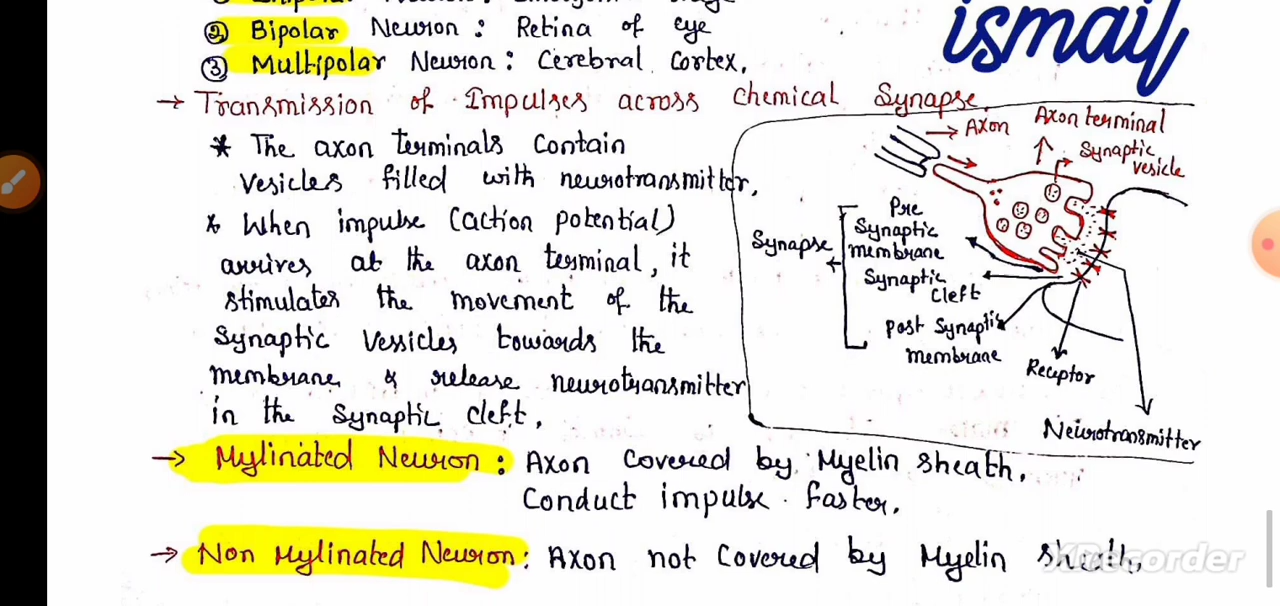 ② Bipolar Neuron : Retina of eye
③ Multipolar Neuron : Cerebral Cortex.
ismail
→ Transmission of Impulses across Chemical Synapse.
* The axon terminals contain
vesicles filled with neurotransmitter.
* When impulse (action potential)
arrives at the axon terminal, it
stimulates the movement of the
Synaptic Vessicles towards the
membrane & release neurotransmitter
in the Synaptic Cleft.
Axon
Axon terminal
Synaptic
vesicle
Synapse
Pre
Synaptic
membrane
Synaptic
Cleft
Post Synaptic
membrane
Receptor
Neurotransmitter
→ Mylinated Neuron : Axon Covered by Myelin Sheath.
Conduct impulse faster.
→ Non Mylinated Neuron : Axon not Covered by Myelin Sheath.
XRecorder